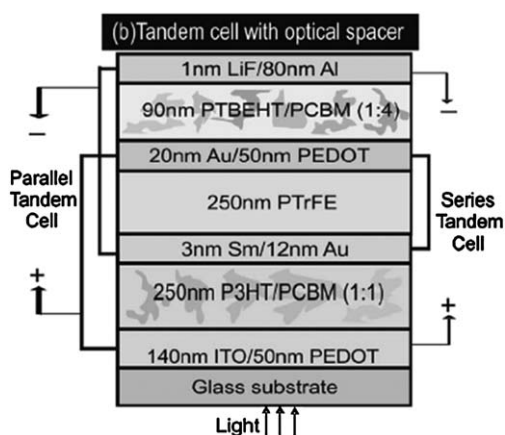 (b)Tandem cell with optical spacer
1nm LiF/80nm Al
90nm PTBEHT/PCBM (1:4)
20nm Au/50nm PEDOT
250nm PTrFE
3nm Sm/12nm Au
250nm P3HT/PCBM (1:1)
140nm ITO/50nm PEDOT
Glass substrate
Light
−
Parallel
Tandem
Cell
+
−
Series
Tandem
Cell
+